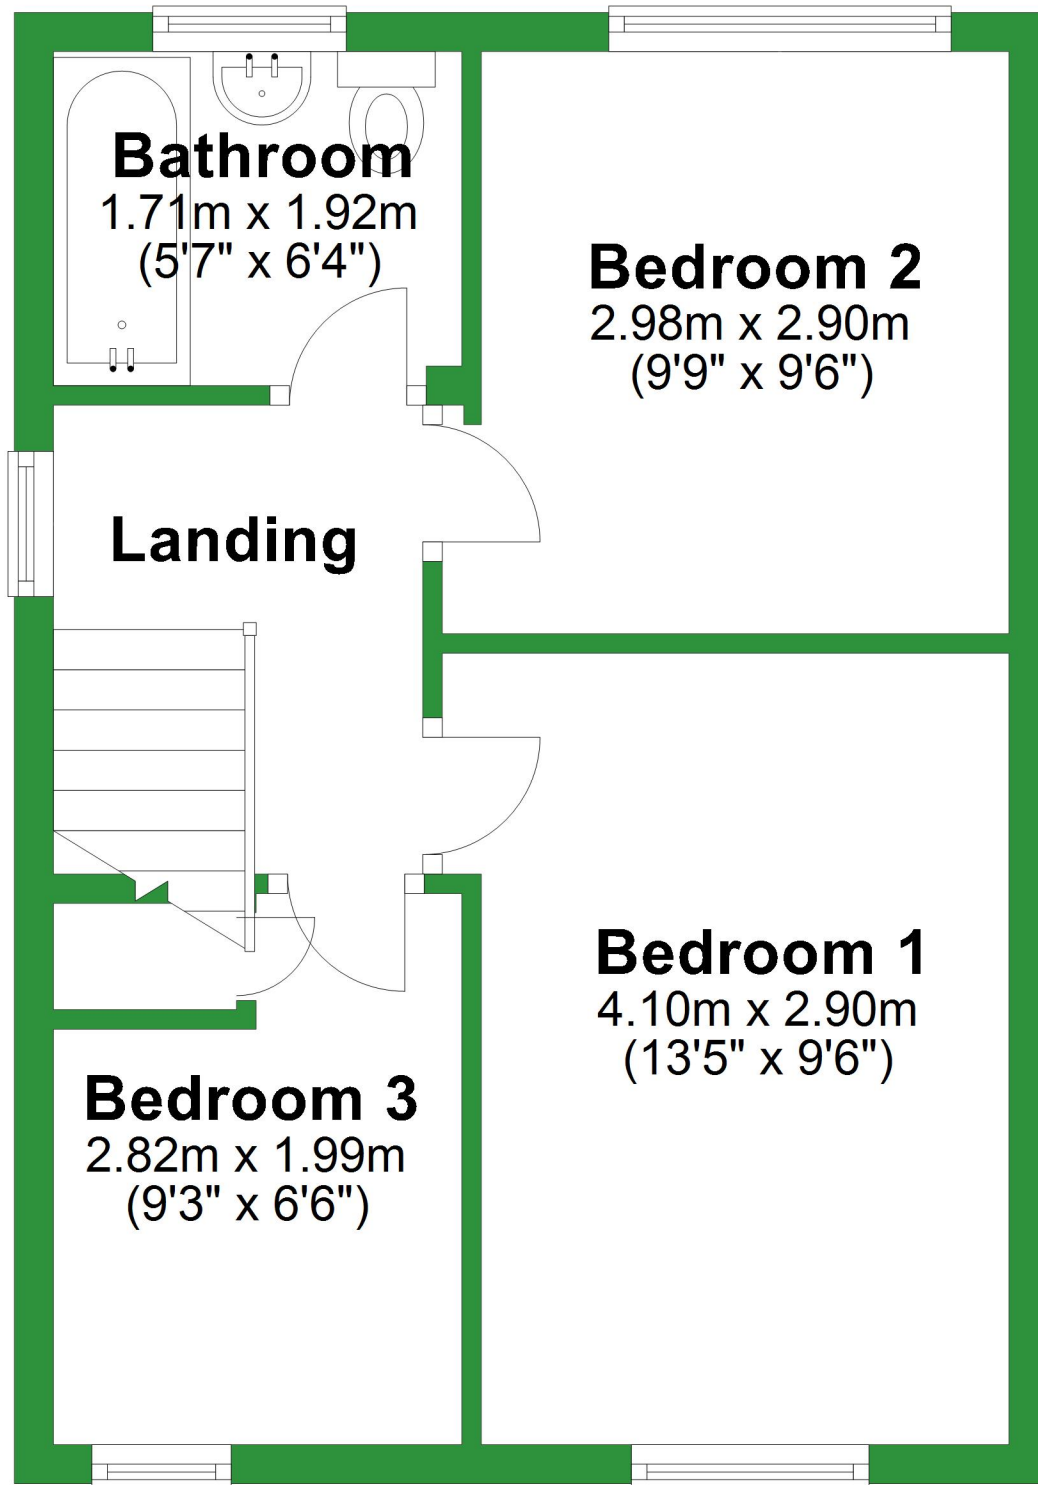 Bathroom
1.71m x 1.92m
(5'7" x 6'4")
Bedroom 2
2.98m x 2.90m
(9'9" x 9'6")
Landing
Bedroom 1
4.10m x 2.90m
(13'5" x 9'6")
Bedroom 3
2.82m x 1.99m
(9'3" x 6'6")